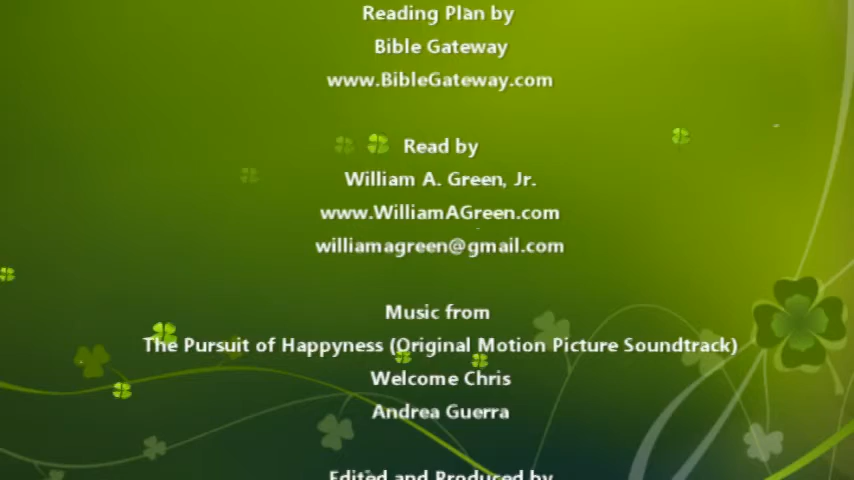 Reading Plan by
Bible Gateway
www.BibleGateway.com
Read by
William A. Green, Jr.
www.WilliamAGreen.com
williamagreen@gmail.com
Music from
The Pursuit of Happyness (Original Motion Picture Soundtrack)
Welcome Chris
Andrea Guerra
Edited and Produced by